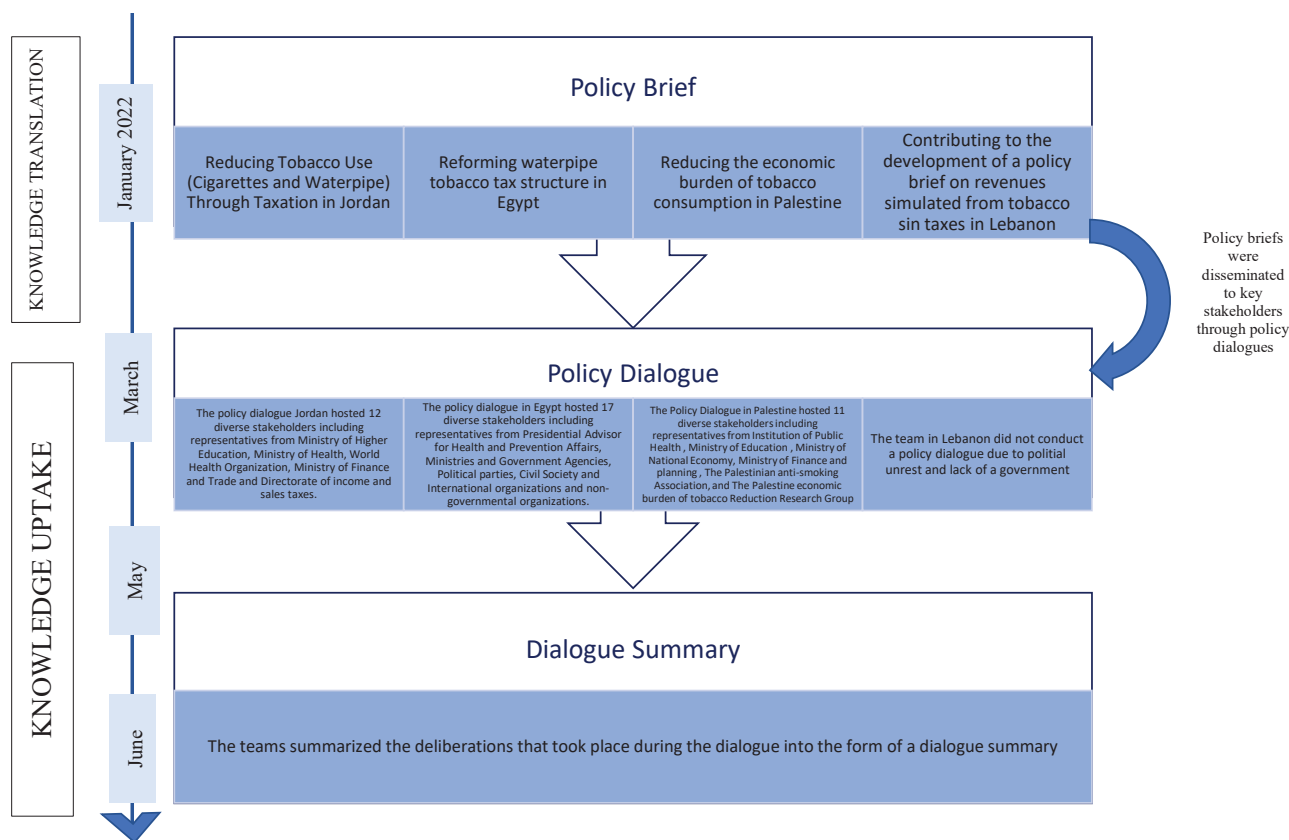 KNOWLEDGE TRANSLATION
January 2022
Policy Brief
Reducing Tobacco Use
(Cigarettes and Waterpipe)
Through Taxation in Jordan
Reforming waterpipe
tobacco tax structure in
Egypt
Reducing the economic
burden of tobacco
consumption in Palestine
Contributing to the
development of a policy
brief on revenues
simulated from tobacco
sin taxes in Lebanon
Policy briefs
were
disseminated
to key
stakeholders
through policy
dialogues
KNOWLEDGE UPTAKE
March
Policy Dialogue
The policy dialogue Jordan hosted 12
diverse stakeholders including
representatives from Ministry of Higher
Education, Ministry of Health, World
Health Organization, Ministry of Finance
and Trade and Directorate of income and
sales taxes.
The policy dialogue in Egypt hosted 17
diverse stakeholders including
representatives from Presidential Advisor
for Health and Prevention Affairs,
Ministries and Government Agencies,
Political parties, Civil Society and
International organizations and non-
governmental organizations.
The Policy Dialogue in Palestine hosted 11
diverse stakeholders including
representatives from Institution of Public
Health , Ministry of Education , Ministry of
National Economy, Ministry of Finance and
planning , The Palestinian anti-smoking
Association, and The Palestine economic
burden of tobacco Reduction Research Group
The team in Lebanon did not conduct
a policy dialogue due to politial
unrest and lack of a government
May
Dialogue Summary
June
The teams summarized the deliberations that took place during the dialogue into the form of a dialogue summary